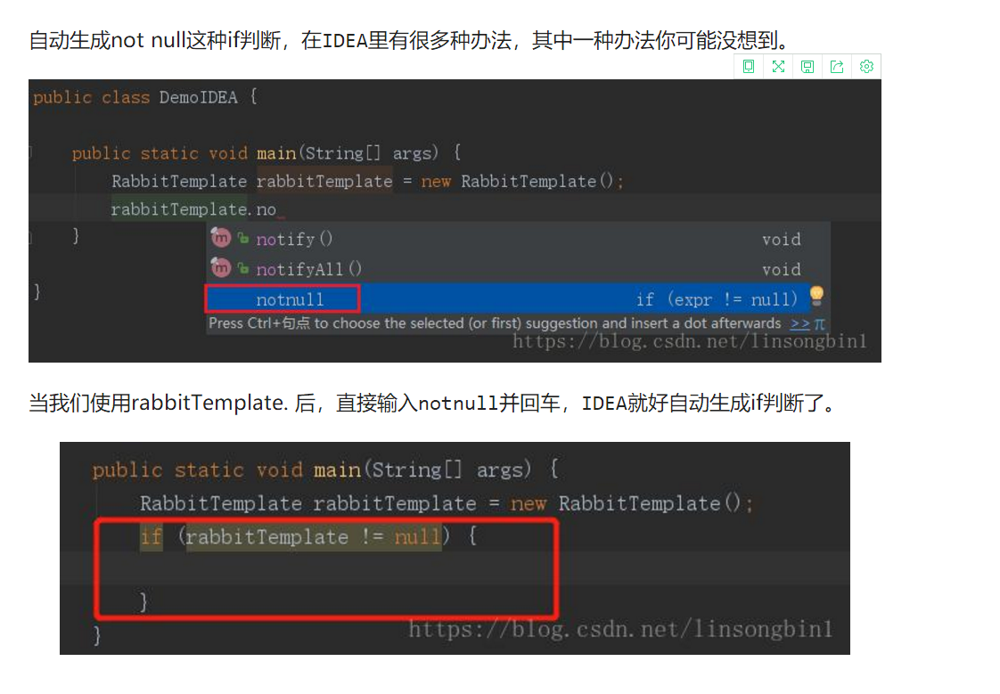 自动生成not null这种if判断，在IDEA里有很多种办法，其中一种办法你可能没想到。
public class DemoIDEA {
public static void main(String[] args) {
RabbitTemplate rabbitTemplate = new RabbitTemplate();
rabbitTemplate.no_
}
notify() void
notifyAll() void
}
notnull if (expr != null)
Press Ctrl+句点 to choose the selected (or first) suggestion and insert a dot afterwards >> π
https://blog.csdn.net/linsongbin1
当我们使用rabbitTemplate. 后，直接输入notnull并回车，IDEA就好自动生成if判断了。
public static void main(String[] args) {
RabbitTemplate rabbitTemplate = new RabbitTemplate();
if (rabbitTemplate != null) {
}
}
https://blog.csdn.net/linsongbin1